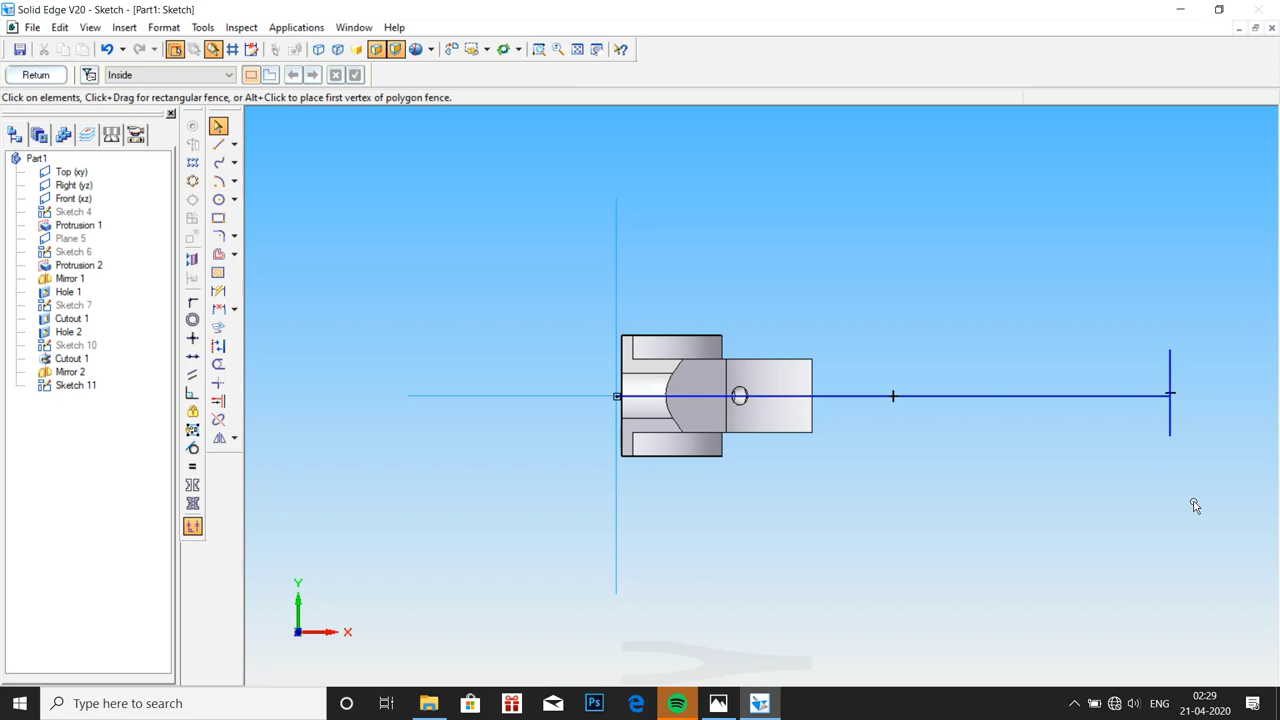 Solid Edge V20 - Sketch - [Part1: Sketch]
File Edit View Insert Format Tools Inspect Applications Window Help
Return Inside
Click on elements, Click+Drag for rectangular fence, or Alt+Click to place first vertex of polygon fence.
Part1
Top (xy)
Right (yz)
Front (xz)
Sketch 4
Protrusion 1
Plane 5
Sketch 6
Protrusion 2
Mirror 1
Hole 1
Sketch 7
Cutout 1
Hole 2
Sketch 10
Cutout 1
Mirror 2
Sketch 11
Y
X
Type here to search
Ps
ENG
02:29
21-04-2020